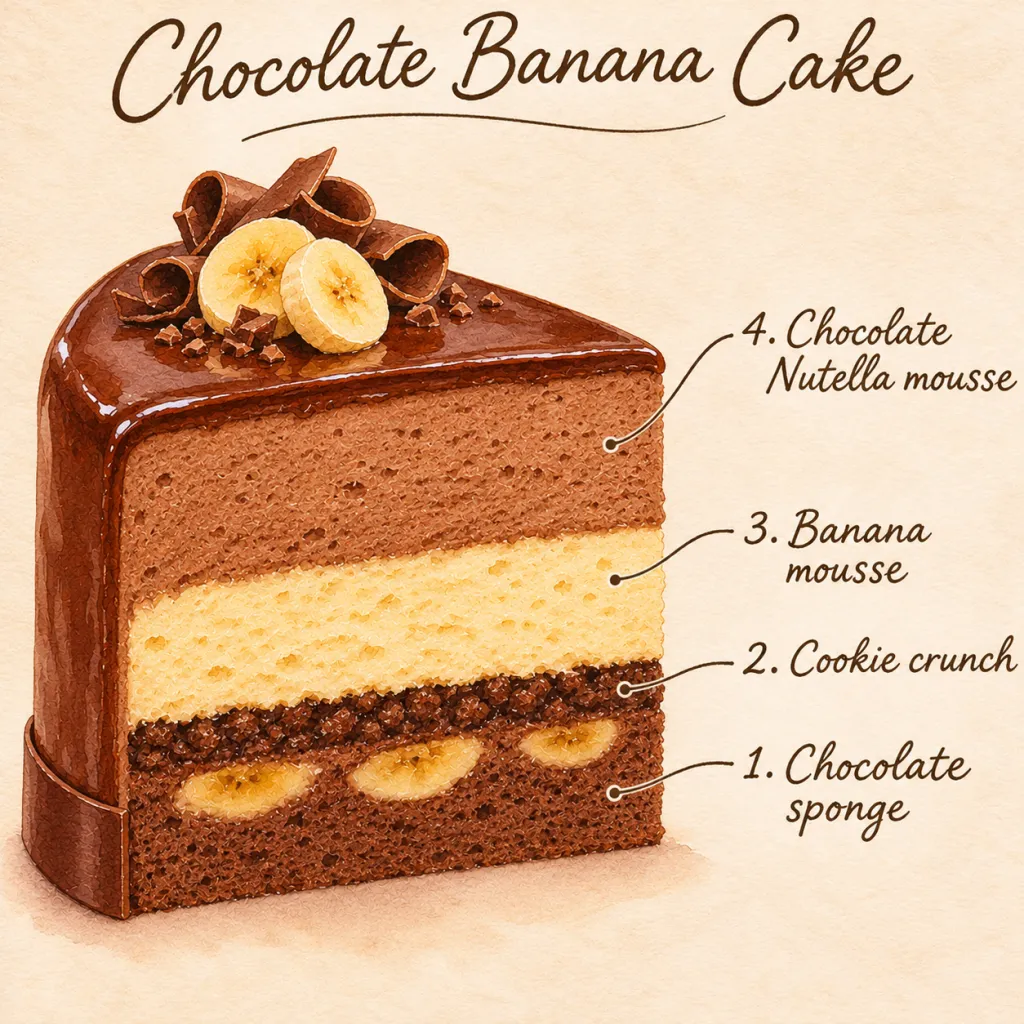 Chocolate Banana Cake
4. Chocolate
Nutella mousse
3. Banana
mousse
2. Cookie crunch
1. Chocolate
sponge